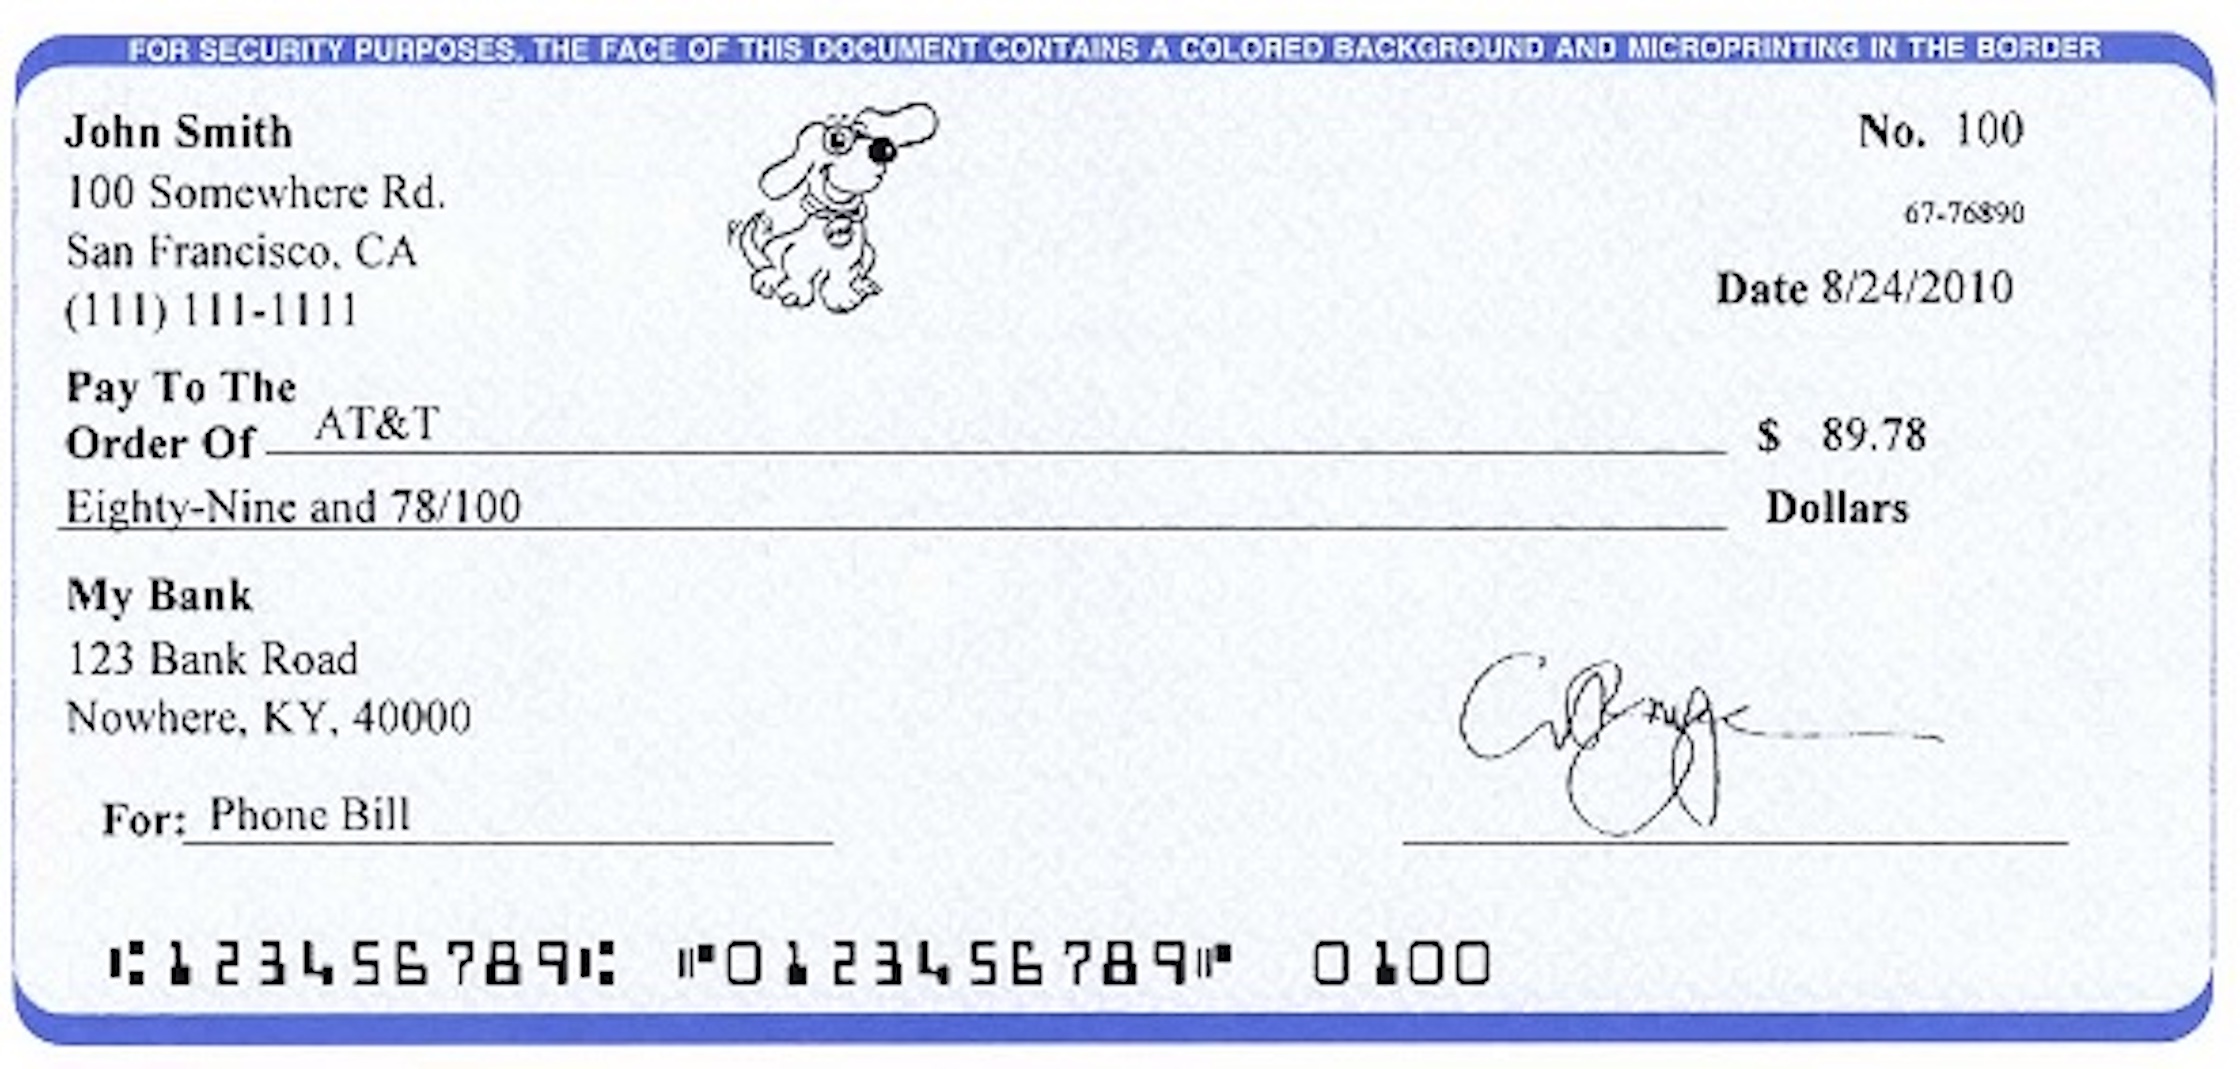 FOR SECURITY PURPOSES, THE FACE OF THIS DOCUMENT CONTAINS A COLORED BACKGROUND AND MICROPRINTING IN THE BORDER
John Smith
100 Somewhere Rd.
San Francisco, CA
(111) 111-1111
No. 100
67-76890
Date 8/24/2010
Pay To The
Order Of AT&T $ 89.78
Eighty-Nine and 78/100 Dollars
My Bank
123 Bank Road
Nowhere, KY, 40000
For: Phone Bill
⑆123456789⑆ ⑈0123456789⑈ 0100